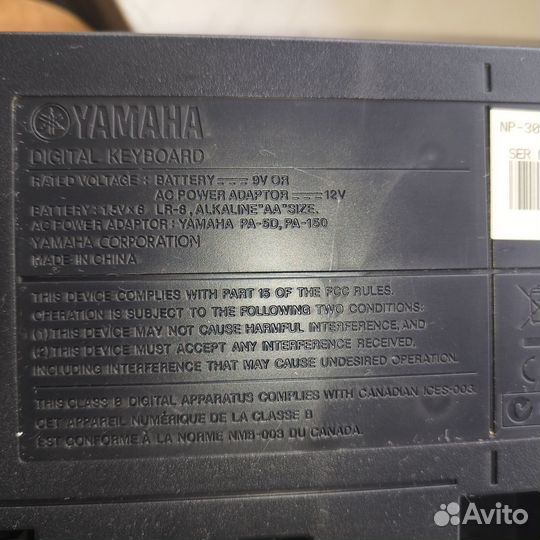 YAMAHA
DIGITAL KEYBOARD
RATED VOLTAGE : BATTERY 9V OR
AC POWER ADAPTOR 12V
BATTERY : 1.5V×6 LR-6, ALKALINE "AA" SIZE.
AC POWER ADAPTOR : YAMAHA PA-5D, PA-150
YAMAHA CORPORATION
MADE IN CHINA
THIS DEVICE COMPLIES WITH PART 15 OF THE FCC RULES.
OPERATION IS SUBJECT TO THE FOLLOWING TWO CONDITIONS:
(1) THIS DEVICE MAY NOT CAUSE HARMFUL INTERFERENCE, AND
(2) THIS DEVICE MUST ACCEPT ANY INTERFERENCE RECEIVED,
INCLUDING INTERFERENCE THAT MAY CAUSE UNDESIRED OPERATION.
THIS CLASS B DIGITAL APPARATUS COMPLIES WITH CANADIAN ICES-003.
CET APPAREIL NUMÉRIQUE DE LA CLASSE B
EST CONFORME À LA NORME NMB-003 DU CANADA.
NP-30
SER
Avito